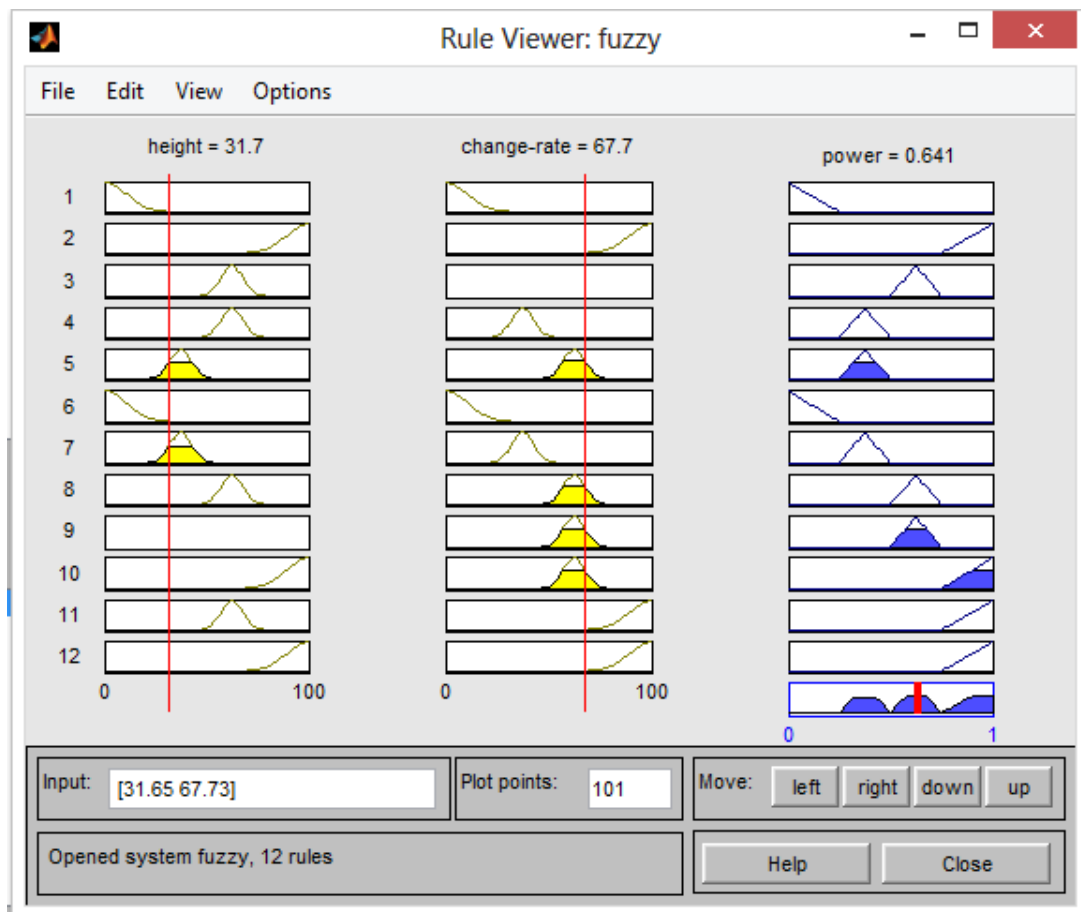 Rule Viewer: fuzzy
File Edit View Options
height = 31.7 change-rate = 67.7 power = 0.641
1
2
3
4
5
6
7
8
9
10
11
12
0 100 0 100
0 1
Input: [31.65 67.73] Plot points: 101 Move: left right down up
Opened system fuzzy, 12 rules Help Close